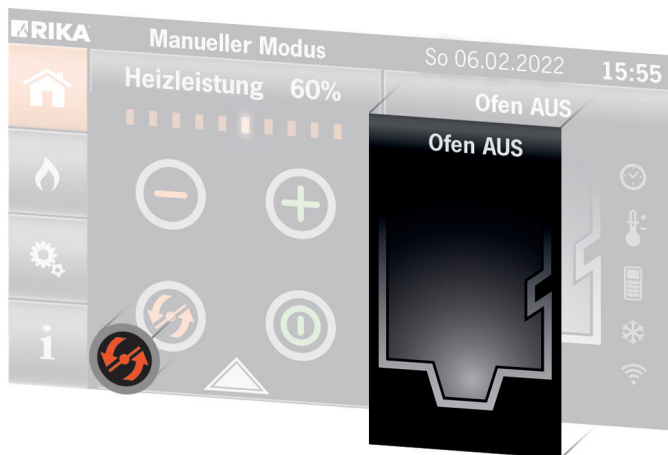 RIKA
Manueller Modus
So 06.02.2022
15:55
Heizleistung 60%
Ofen AUS
Ofen AUS
i